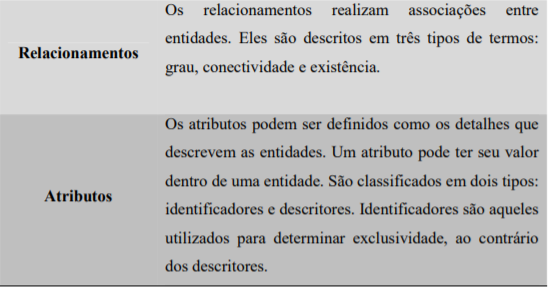 Relacionamentos
Os relacionamentos realizam associações entre
entidades. Eles são descritos em três tipos de termos:
grau, conectividade e existência.
Atributos
Os atributos podem ser definidos como os detalhes que
descrevem as entidades. Um atributo pode ter seu valor
dentro de uma entidade. São classificados em dois tipos:
identificadores e descritores. Identificadores são aqueles
utilizados para determinar exclusividade, ao contrário
dos descritores.